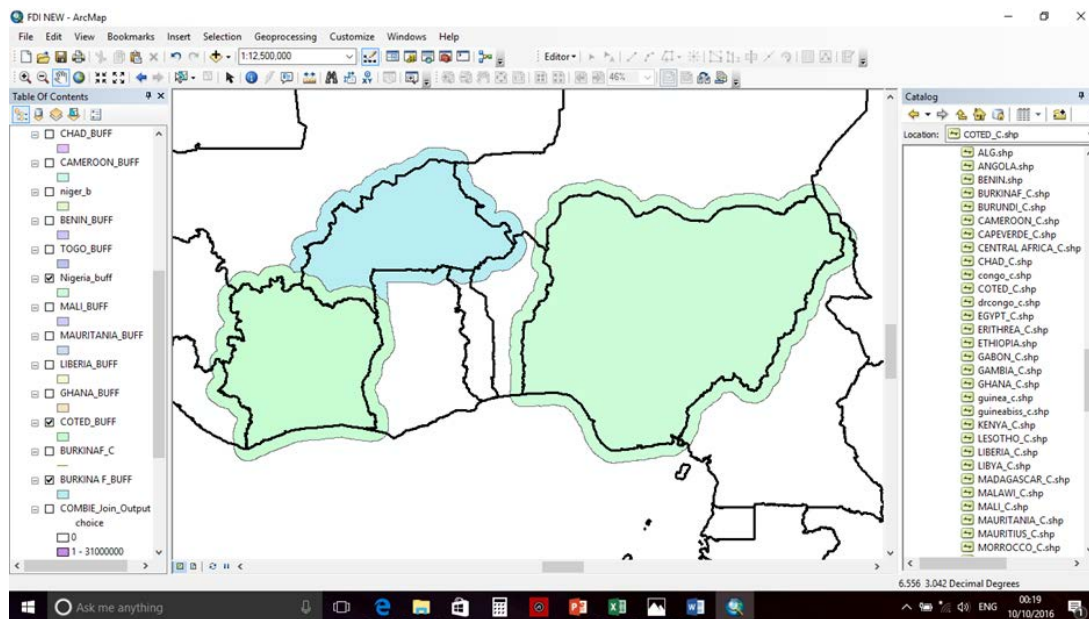 FDI NEW - ArcMap
File Edit View Bookmarks Insert Selection Geoprocessing Customize Windows Help
1:12,500,000
Editor
46%
Table Of Contents
CHAD_BUFF
CAMEROON_BUFF
niger_b
BENIN_BUFF
TOGO_BUFF
Nigeria_buff
MALI_BUFF
MAURITANIA_BUFF
LIBERIA_BUFF
GHANA_BUFF
COTED_BUFF
BURKINAF_C
BURKINA F_BUFF
COMBIE_Join_Output
choice
0
1 - 31000000
Catalog
Location: COTED_C.shp
ALG.shp
ANGOLA.shp
BENIN.shp
BURKINAF_C.shp
BURUNDI_C.shp
CAMEROON_C.shp
CAPEVERDE_C.shp
CENTRAL AFRICA_C.shp
CHAD_C.shp
congo_c.shp
COTED_C.shp
drcongo_c.shp
EGYPT_C.shp
ERITHREA_C.shp
ETHIOPIA.shp
GABON_C.shp
GAMBIA_C.shp
GHANA_C.shp
guinea_c.shp
guineabiss_c.shp
KENYA_C.shp
LESOTHO_C.shp
LIBERIA_C.shp
LIBYA_C.shp
MADAGASCAR_C.shp
MALAWI_C.shp
MALI_C.shp
MAURITANIA_C.shp
MAURITIUS_C.shp
MORROCCO_C.shp
6.556 3.042 Decimal Degrees
Ask me anything
ENG
00:19
10/10/2016